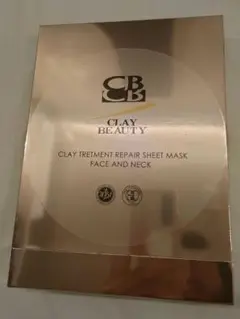 CB
CB
CLAY
BEAUTY
CLAY TRETMENT REPAIR SHEET MASK
FACE AND NECK